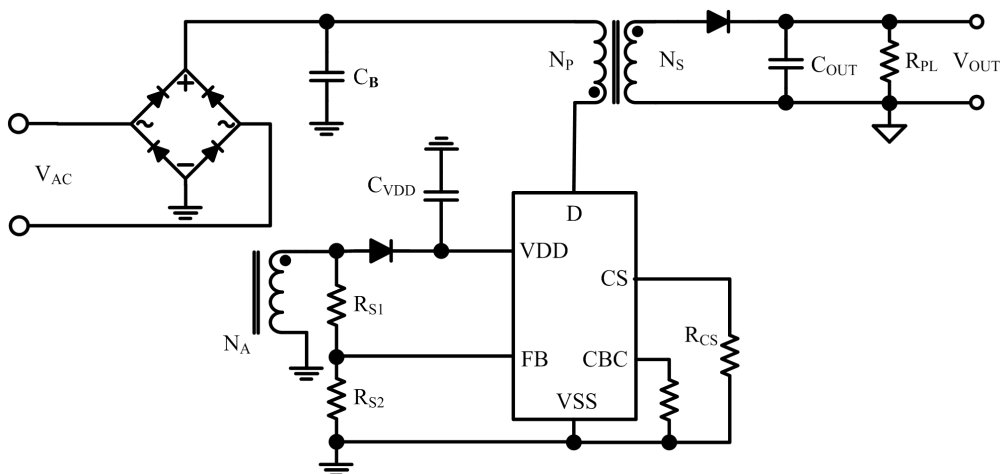 N_P
N_S
C_B
C_OUT
R_PL
V_OUT
+
~
~
−
V_AC
C_VDD
D
VDD
CS
R_S1
N_A
R_CS
FB
CBC
R_S2
VSS